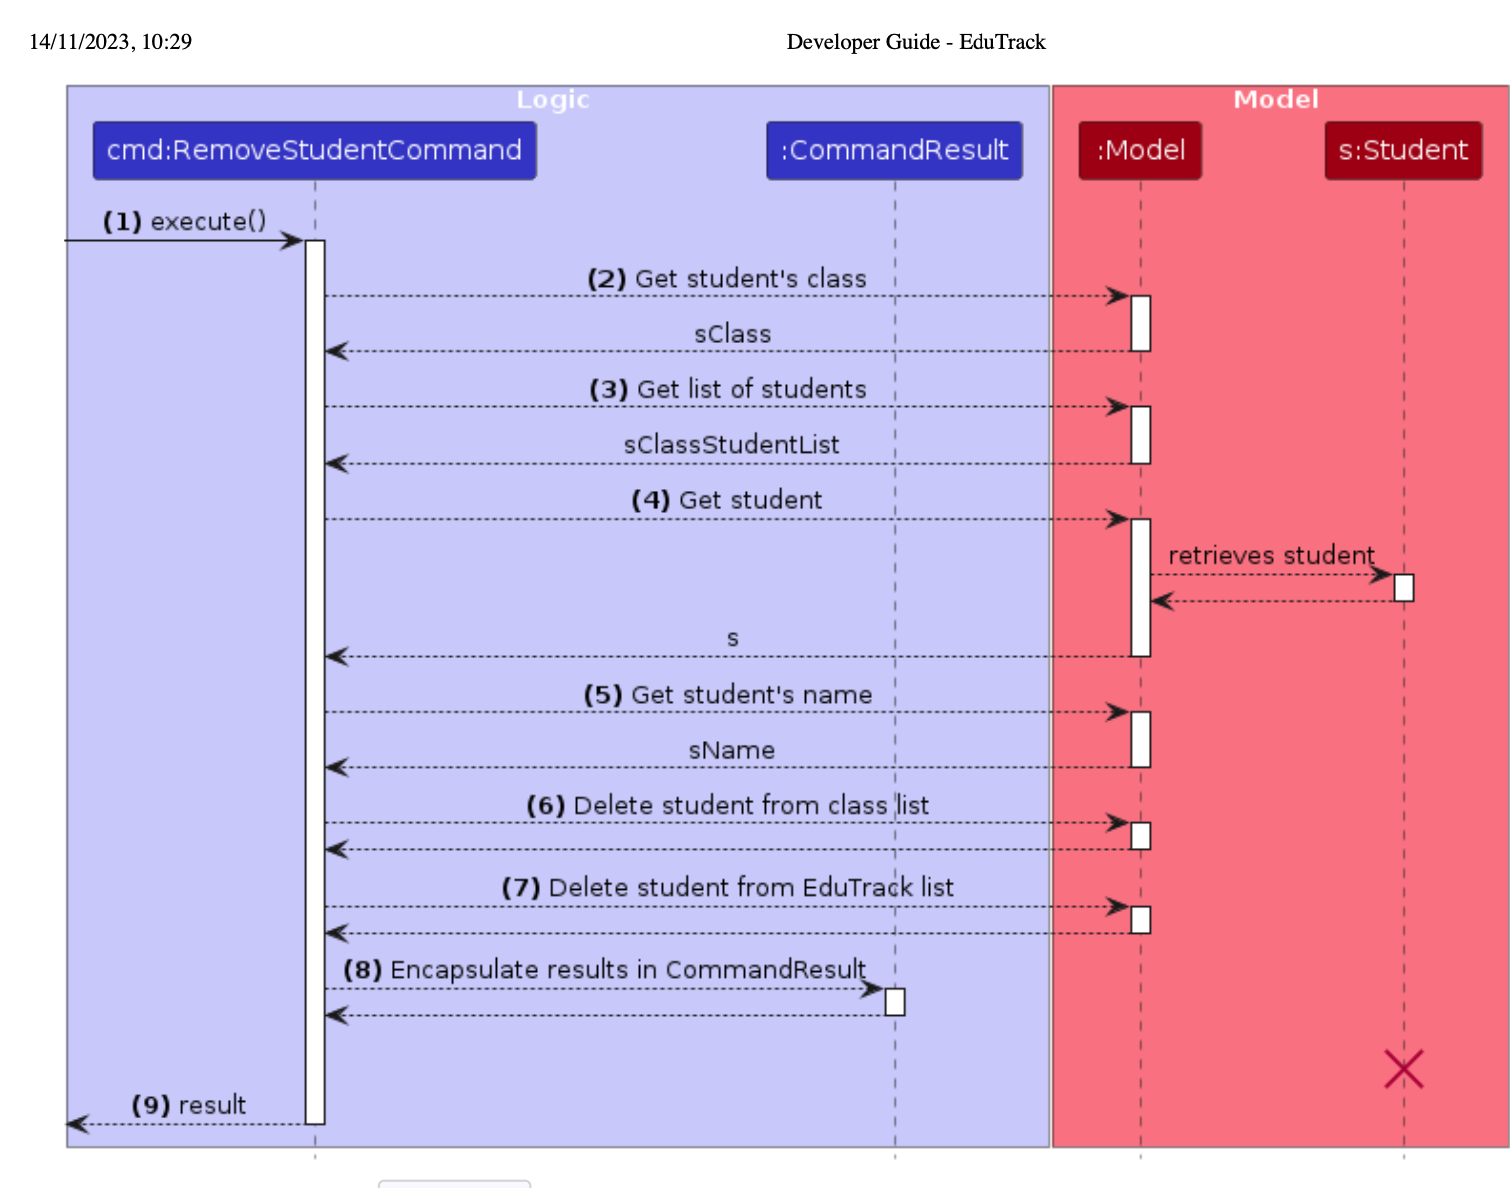 14/11/2023, 10:29
Developer Guide - EduTrack
Logic
Model
cmd:RemoveStudentCommand
:CommandResult
:Model
s:Student
(1) execute()
(2) Get student's class
sClass
(3) Get list of students
sClassStudentList
(4) Get student
retrieves student
s
(5) Get student's name
sName
(6) Delete student from class list
(7) Delete student from EduTrack list
(8) Encapsulate results in CommandResult
(9) result